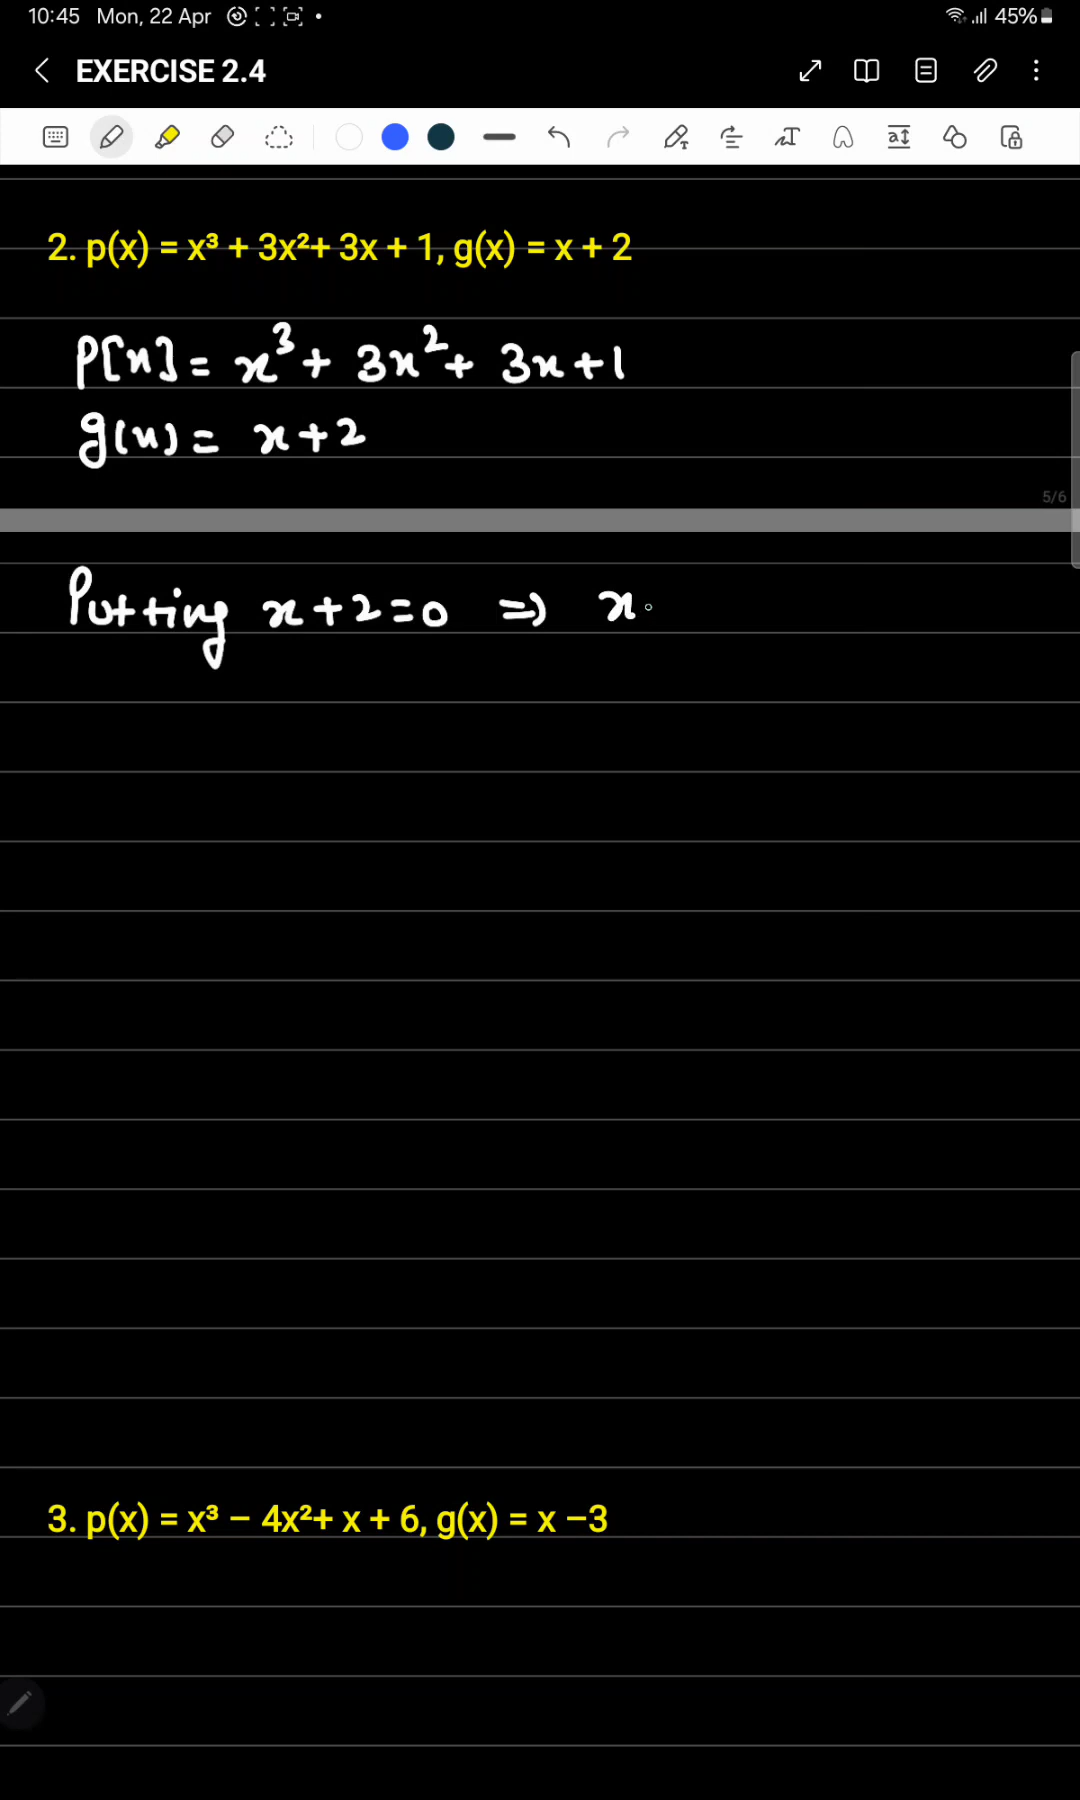 10:45 Mon, 22 Apr 45%
EXERCISE 2.4
2. p(x) = x³ + 3x²+ 3x + 1, g(x) = x + 2
P[x] = x³ + 3x² + 3x + 1
g(x) = x + 2
5/6
Putting x + 2 = 0 ⇒ x
3. p(x) = x³ – 4x²+ x + 6, g(x) = x –3